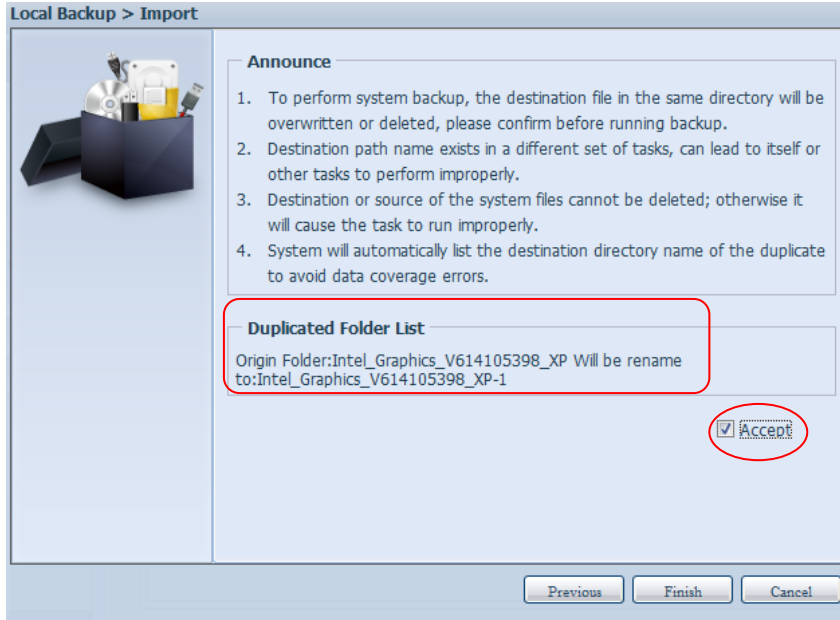 Local Backup > Import
Announce
1. To perform system backup, the destination file in the same directory will be
overwritten or deleted, please confirm before running backup.
2. Destination path name exists in a different set of tasks, can lead to itself or
other tasks to perform improperly.
3. Destination or source of the system files cannot be deleted; otherwise it
will cause the task to run improperly.
4. System will automatically list the destination directory name of the duplicate
to avoid data coverage errors.
Duplicated Folder List
Origin Folder:Intel_Graphics_V614105398_XP Will be rename
to:Intel_Graphics_V614105398_XP-1
Accept
Previous Finish Cancel